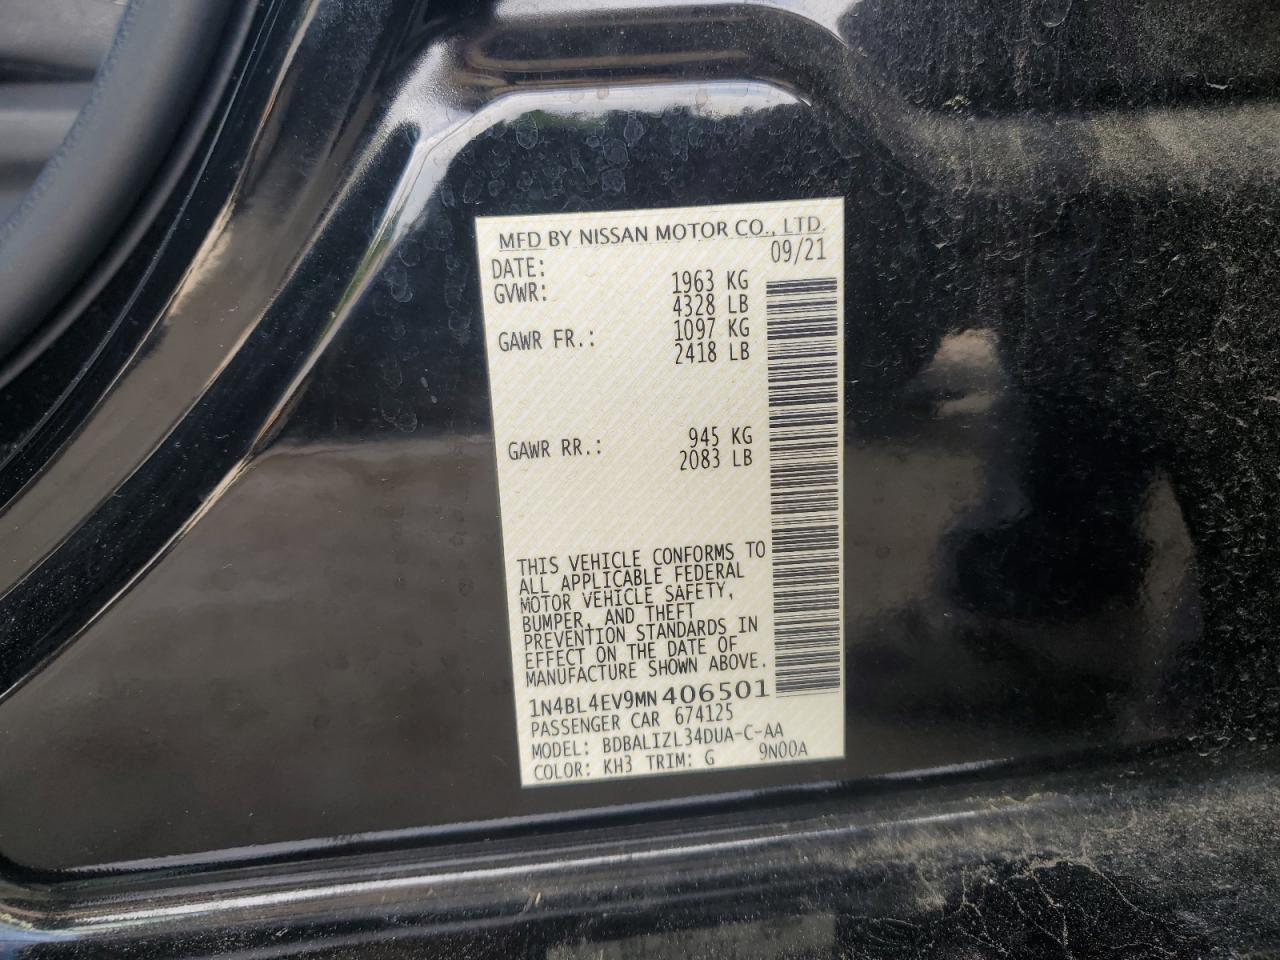 MFD BY NISSAN MOTOR CO., LTD.
DATE: 09/21
GVWR: 1963 KG
4328 LB
GAWR FR.: 1097 KG
2418 LB
GAWR RR.: 945 KG
2083 LB
THIS VEHICLE CONFORMS TO
ALL APPLICABLE FEDERAL
MOTOR VEHICLE SAFETY,
BUMPER, AND THEFT
PREVENTION STANDARDS IN
EFFECT ON THE DATE OF
MANUFACTURE SHOWN ABOVE.
1N4BL4EV9MN406501
PASSENGER CAR 674125
MODEL: BDBALIZL34DUA-C-AA
COLOR: KH3 TRIM: G 9N00A